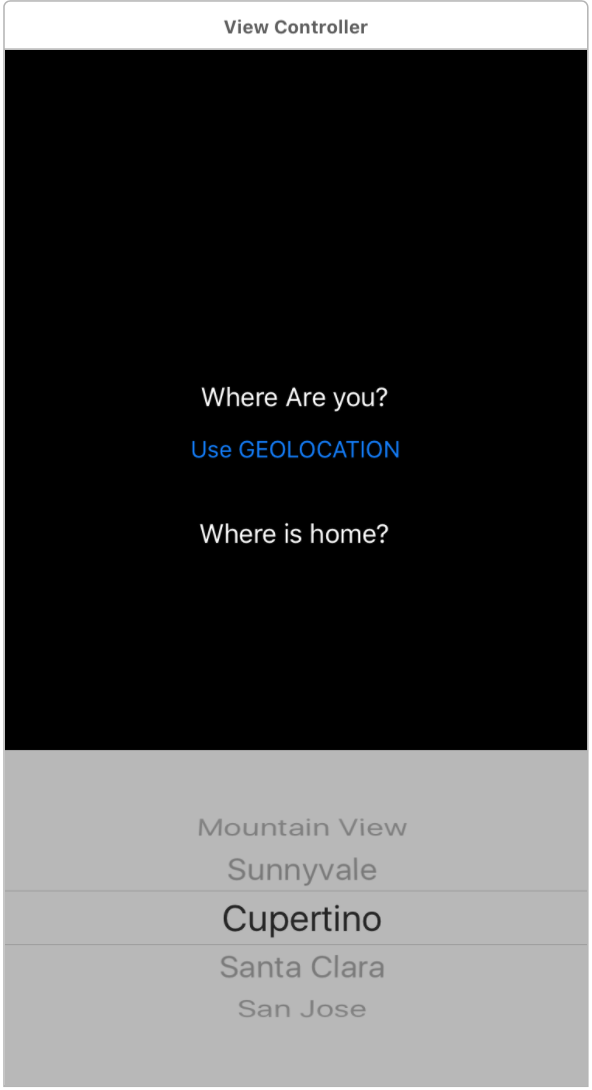 View Controller
Where Are you?
Use GEOLOCATION
Where is home?
Mountain View
Sunnyvale
Cupertino
Santa Clara
San Jose